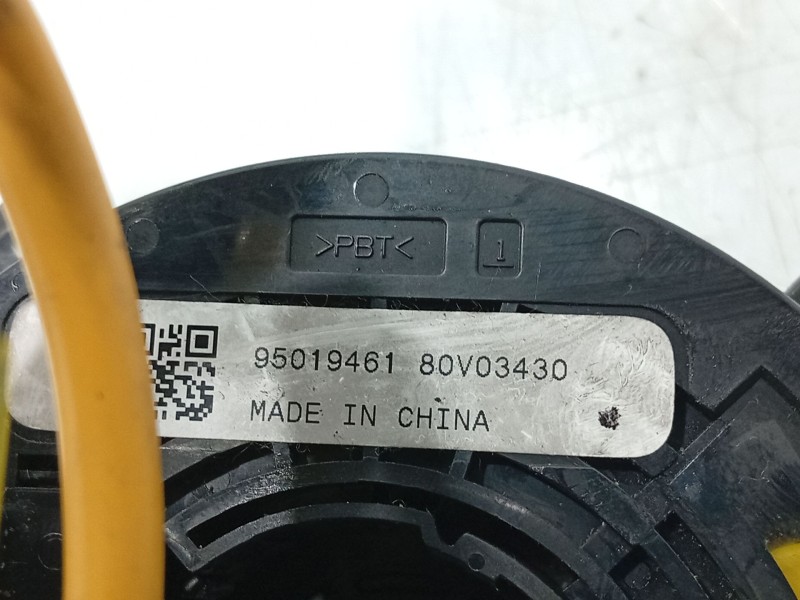 >PBT< 1
95019461 80V03430
MADE IN CHINA